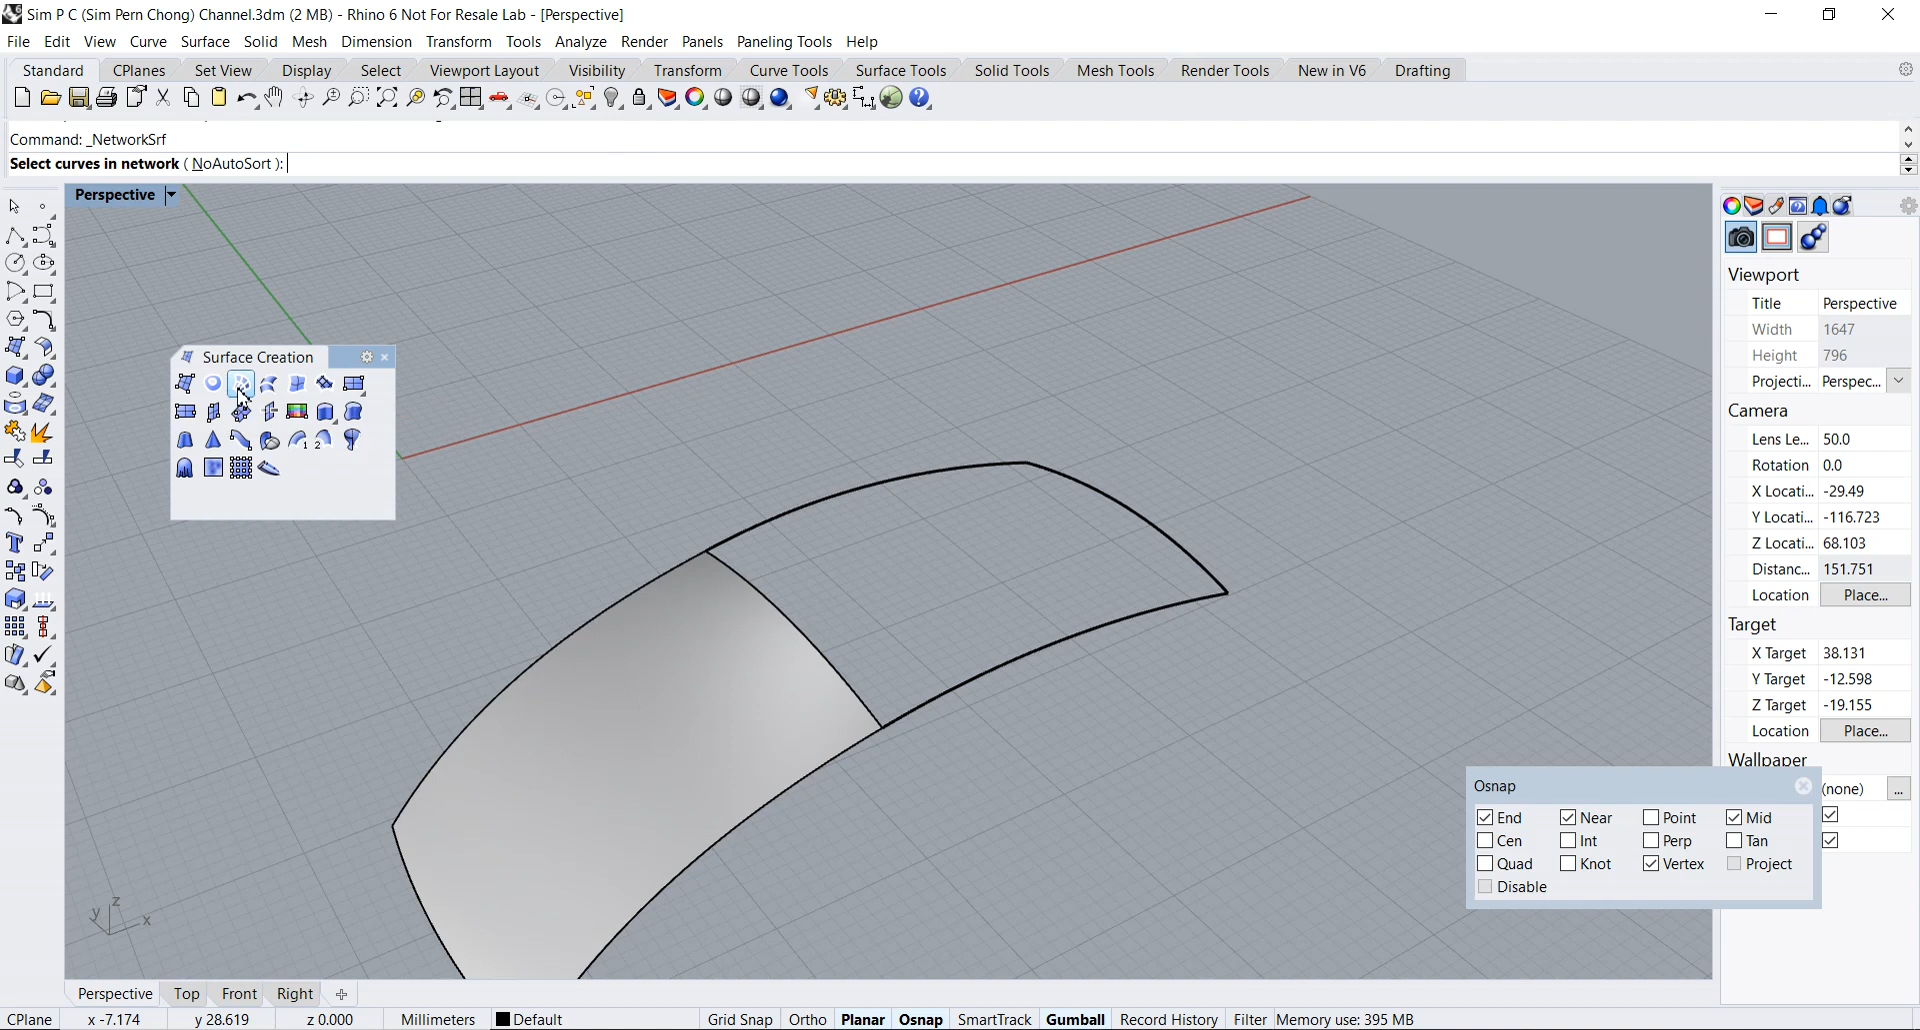 Sim P C (Sim Pern Chong) Channel.3dm (2 MB) - Rhino 6 Not For Resale Lab - [Perspective]
File Edit View Curve Surface Solid Mesh Dimension Transform Tools Analyze Render Panels Paneling Tools Help
Standard CPlanes Set View Display Select Viewport Layout Visibility Transform Curve Tools Surface Tools Solid Tools Mesh Tools Render Tools New in V6 Drafting
Command: _NetworkSrf
Select curves in network ( NoAutoSort ):
Perspective
Surface Creation
1 2
Viewport
Title Perspective
Width 1647
Height 796
Projecti... Perspec...
Camera
Lens Le... 50.0
Rotation 0.0
X Locati... -29.49
Y Locati... -116.723
Z Locati... 68.103
Distanc... 151.751
Location Place...
Target
X Target 38.131
Y Target -12.598
Z Target -19.155
Location Place...
Wallpaper
(none) ...
Osnap
End Near Point Mid
Cen Int Perp Tan
Quad Knot Vertex Project
Disable
z
y x
Perspective Top Front Right
CPlane x -7.174 y 28.619 z 0.000 Millimeters Default Grid Snap Ortho Planar Osnap SmartTrack Gumball Record History Filter Memory use: 395 MB